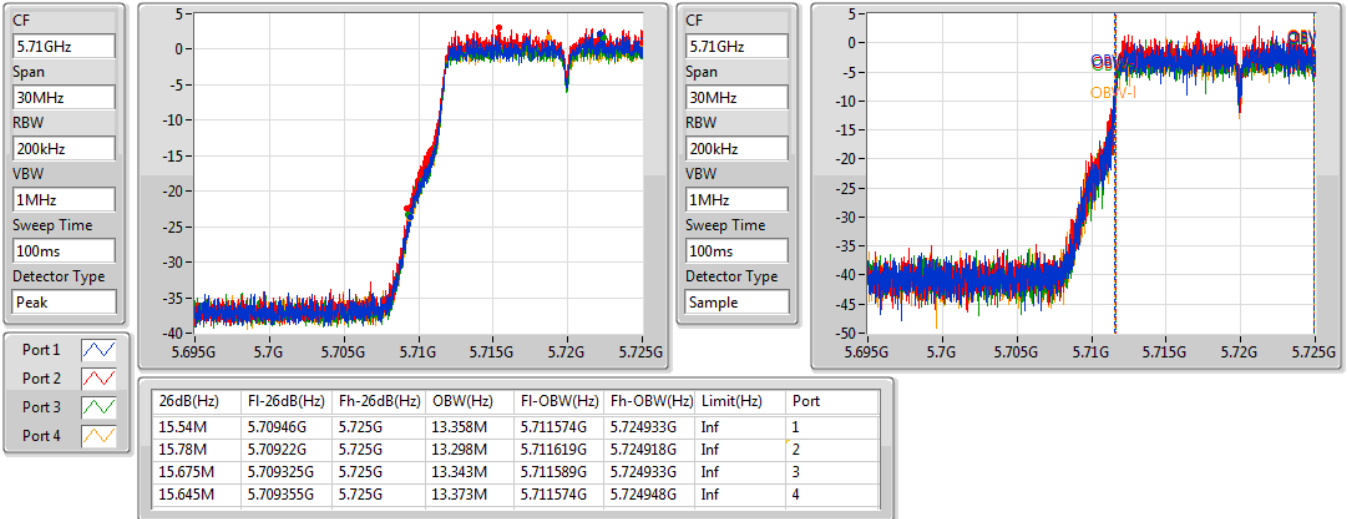 CF
5.71GHz
Span
30MHz
RBW
200kHz
VBW
1MHz
Sweep Time
100ms
Detector Type
Peak
5-
0-
-5-
-10-
-15-
-20-
-25-
-30-
-35-
-40-
5.695G 5.7G 5.705G 5.71G 5.715G 5.72G 5.725G
CF
5.71GHz
Span
30MHz
RBW
200kHz
VBW
1MHz
Sweep Time
100ms
Detector Type
Sample
5-
0-
-5-
-10-
-15-
-20-
-25-
-30-
-35-
-40-
-45-
-50-
OBW-I
5.695G 5.7G 5.705G 5.71G 5.715G 5.72G 5.725G
Port 1
Port 2
Port 3
Port 4
26dB(Hz) Fl-26dB(Hz) Fh-26dB(Hz) OBW(Hz) Fl-OBW(Hz) Fh-OBW(Hz) Limit(Hz) Port
15.54M 5.70946G 5.725G 13.358M 5.711574G 5.724933G Inf 1
15.78M 5.70922G 5.725G 13.298M 5.711619G 5.724918G Inf 2
15.675M 5.709325G 5.725G 13.343M 5.711589G 5.724933G Inf 3
15.645M 5.709355G 5.725G 13.373M 5.711574G 5.724948G Inf 4